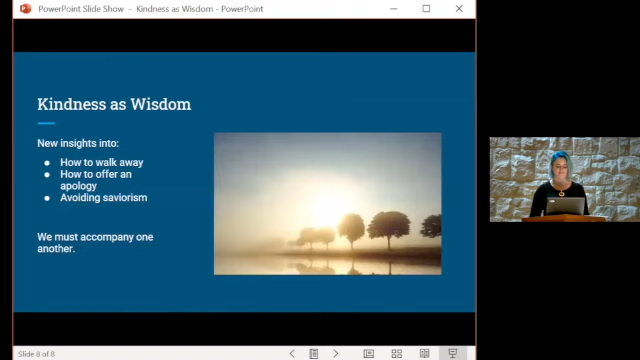 PowerPoint Slide Show - Kindness as Wisdom - PowerPoint
Kindness as Wisdom
New insights into:
● How to walk away
● How to offer an
apology
● Avoiding saviorism
We must accompany one
another.
Slide 8 of 8